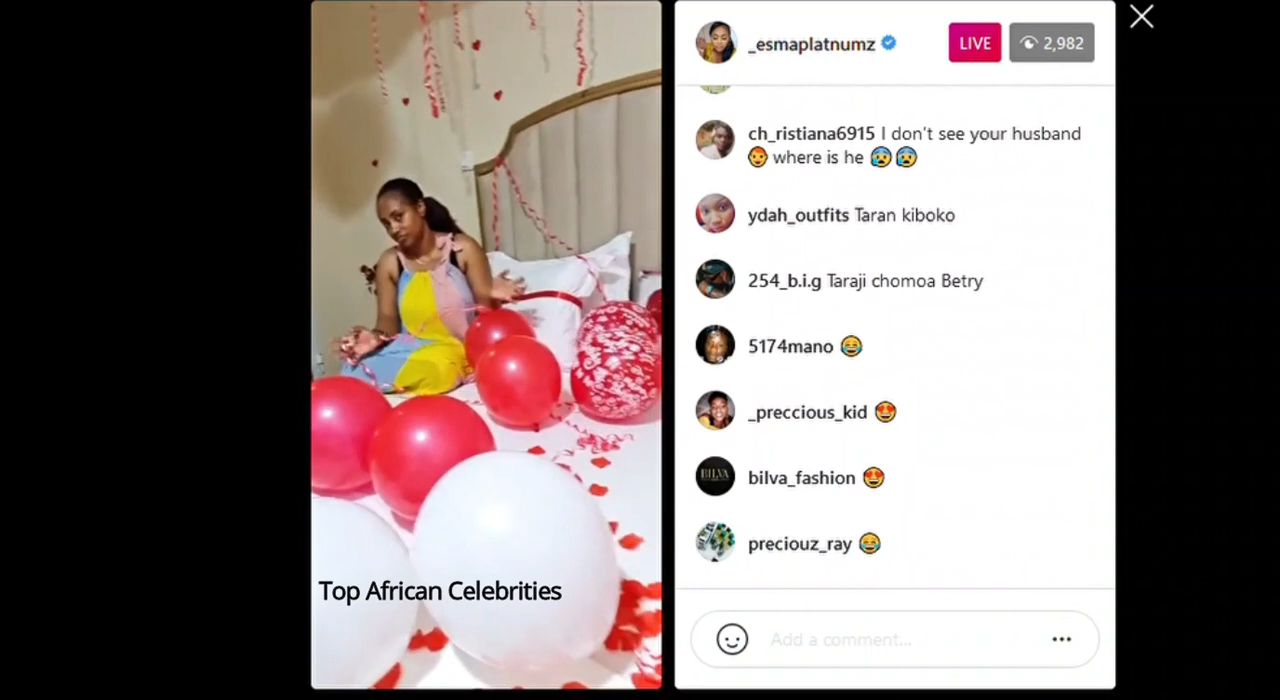 _esmaplatnumz
LIVE
2,982
ch_ristiana6915 I don't see your husband
👨‍🦰 where is he 😰😰
ydah_outfits Taran kiboko
254_b.i.g Taraji chomoa Betry
5174mano 😂
_preccious_kid 😍
BILVA
bilva_fashion 😍
preciouz_ray 😂
Top African Celebrities
Add a comment...